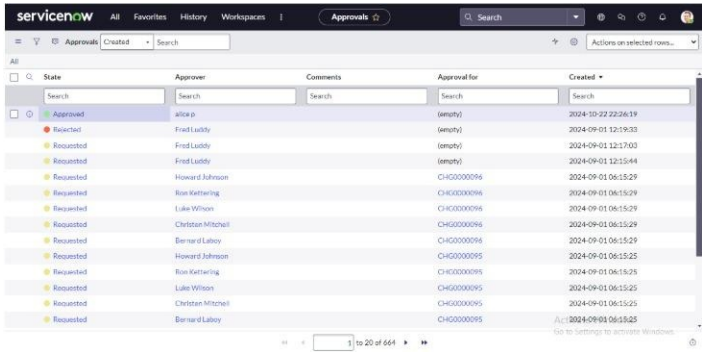 servicenow All Favorites History Workspaces Approvals Search
Approvals Created Search Actions on selected rows...
All
State Approver Comments Approval for Created
Search Search Search Search Search
Approved alice p (empty) 2024-10-22 22:26:19
Rejected Fred Luddy (empty) 2024-09-01 12:19:33
Requested Fred Luddy (empty) 2024-09-01 12:17:03
Requested Fred Luddy (empty) 2024-09-01 12:15:44
Requested Howard Johnson CHG0000096 2024-09-01 06:15:29
Requested Ron Kettering CHG0000096 2024-09-01 06:15:29
Requested Luke Wilson CHG0000096 2024-09-01 06:15:29
Requested Christen Mitchell CHG0000096 2024-09-01 06:15:29
Requested Bernard Laboy CHG0000096 2024-09-01 06:15:29
Requested Howard Johnson CHG0000095 2024-09-01 06:15:25
Requested Ron Kettering CHG0000095 2024-09-01 06:15:25
Requested Luke Wilson CHG0000095 2024-09-01 06:15:25
Requested Christen Mitchell CHG0000095 2024-09-01 06:15:25
Requested Bernard Laboy CHG0000095 2024-09-01 06:15:25
Go to Settings to activate Windows.
1 to 20 of 664